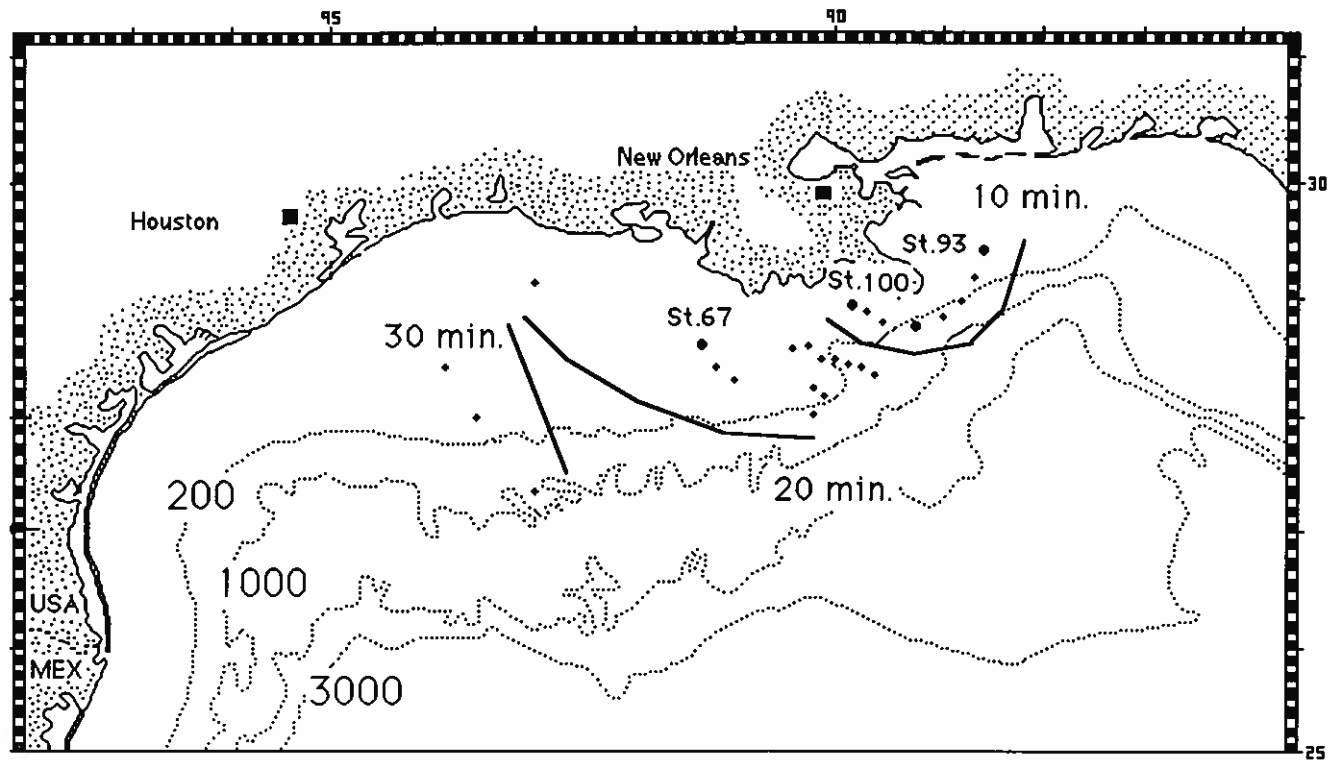 95
90
New Orleans
30
10 min.
Houston
St.93
St.100
St.67
30 min.
200
20 min.
1000
USA
MEX
3000
25